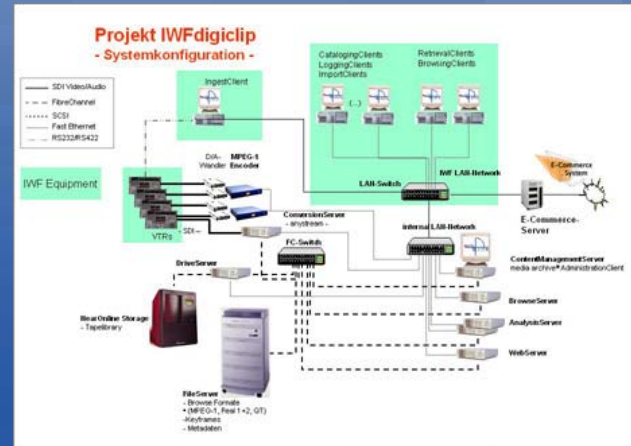 Projekt IWFdigiclip
- Systemkonfiguration -
SDI Video/Audio
FibreChannel
SCSI
Fast Ethernet
RS232/RS422
IWF Equipment
IngestClient
CatalogingClients
LoggingClients
ImportClients
RetrievalClients
BrowsingClients
(...)
D/A-
Wandler
MPEG-1
Encoder
VTRs
- SDI -
LAN-Switch
IWF LAN-Network
E-Commerce
System
E-Commerce-
Server
ConversionServer
- anystream -
FC-Switch
internal LAN-Network
DriveServer
ContentManagementServer
media archive® AdministrationClient
BrowseServer
AnalysisServer
WebServer
NearOnline Storage
- Tapelibrary
FileServer
- Browse Formate
• (MPEG-1, Real 1+2, QT)
-Keyframes
- Metadaten